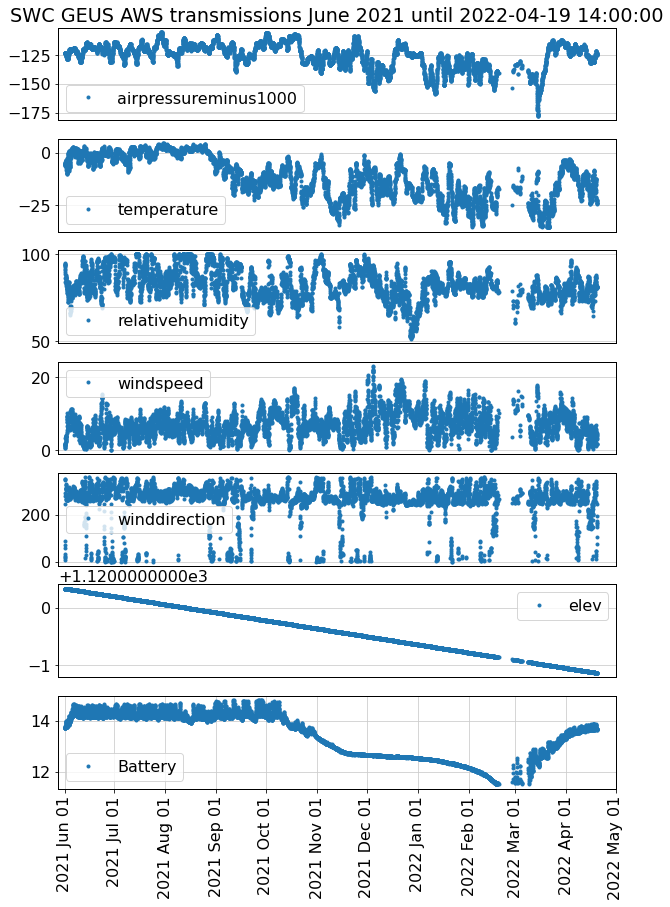 SWC GEUS AWS transmissions June 2021 until 2022-04-19 14:00:00
−125
−150
−175
airpressureminus1000
0
−25
temperature
100
50
relativehumidity
20
0
windspeed
200
0
winddirection
+1.1200000000e3
0
−1
elev
14
12
Battery
2021 Jun 01
2021 Jul 01
2021 Aug 01
2021 Sep 01
2021 Oct 01
2021 Nov 01
2021 Dec 01
2022 Jan 01
2022 Feb 01
2022 Mar 01
2022 Apr 01
2022 May 01